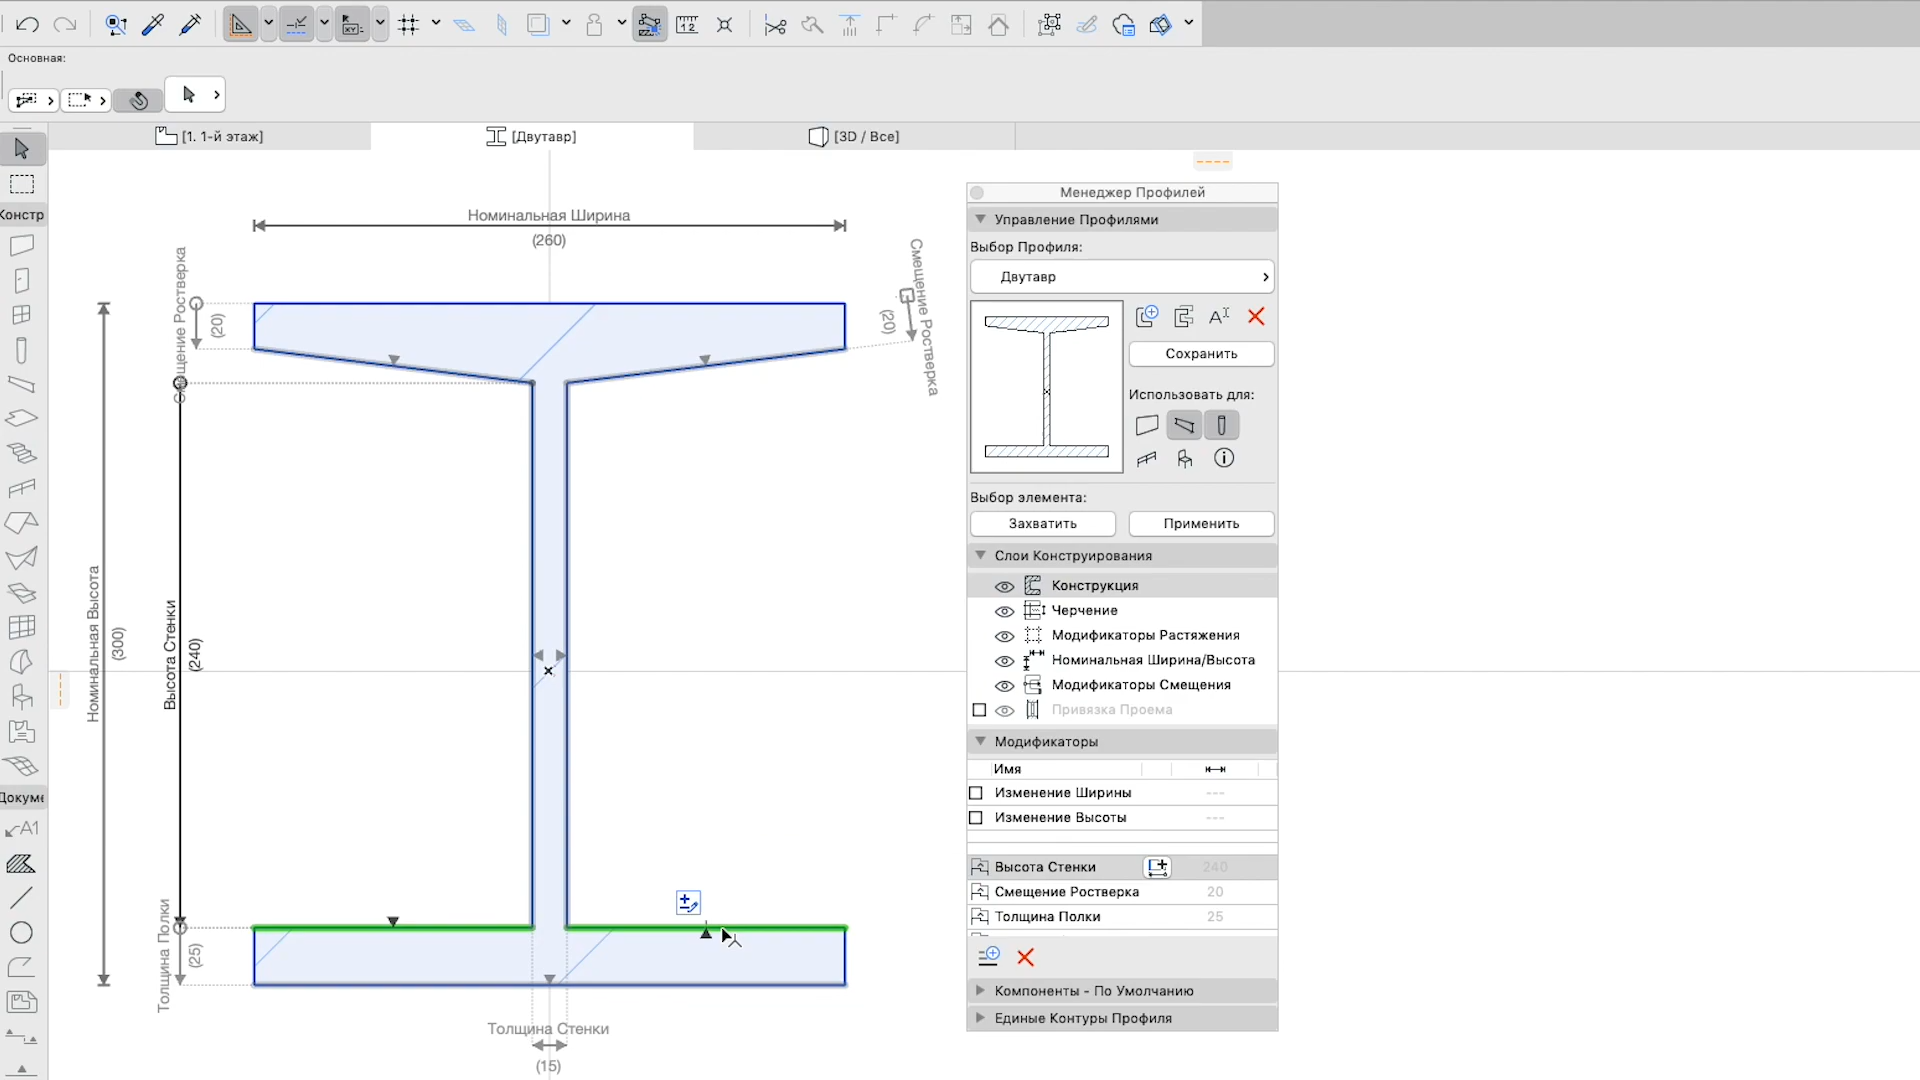 XY:
1 2
Основная:
[1. 1-й этаж]
[Двутавр]
[3D / Все]
Констр
Докуме
A1
Номинальная Ширина
(260)
Смещение Ростверка
(20)
Смещение Ростверка
(20)
Номинальная Высота
(300)
Высота Стенки
(240)
Толщина Полки
(25)
Толщина Стенки
(15)
Менеджер Профилей
Управление Профилями
Выбор Профиля:
Двутавр
Сохранить
Использовать для:
Выбор элемента:
Захватить
Применить
Слои Конструирования
Конструкция
Черчение
Модификаторы Растяжения
Номинальная Ширина/Высота
Модификаторы Смещения
Привязка Проема
Модификаторы
Имя
Изменение Ширины ---
Изменение Высоты ---
Высота Стенки 240
Смещение Ростверка 20
Толщина Полки 25
Компоненты - По Умолчанию
Единые Контуры Профиля